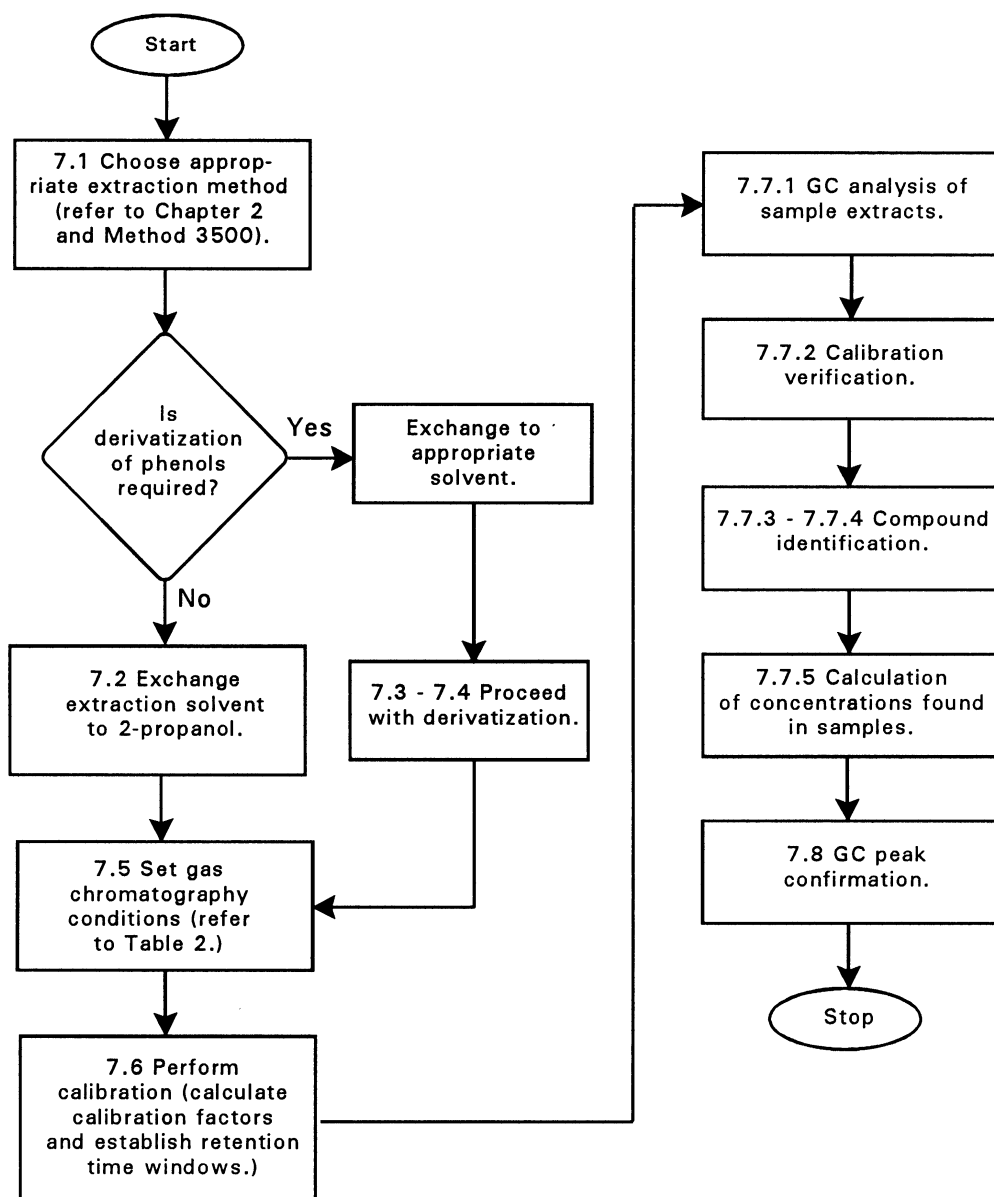 Start
7.1 Choose approp-
riate extraction method
(refer to Chapter 2
and Method 3500).
Is
derivatization
of phenols
required?
Yes
Exchange to
appropriate
solvent.
No
7.2 Exchange
extraction solvent
to 2-propanol.
7.3 - 7.4 Proceed
with derivatization.
7.5 Set gas
chromatography
conditions (refer
to Table 2.)
7.6 Perform
calibration (calculate
calibration factors
and establish retention
time windows.)
7.7.1 GC analysis of
sample extracts.
7.7.2 Calibration
verification.
7.7.3 - 7.7.4 Compound
identification.
7.7.5 Calculation
of concentrations found
in samples.
7.8 GC peak
confirmation.
Stop